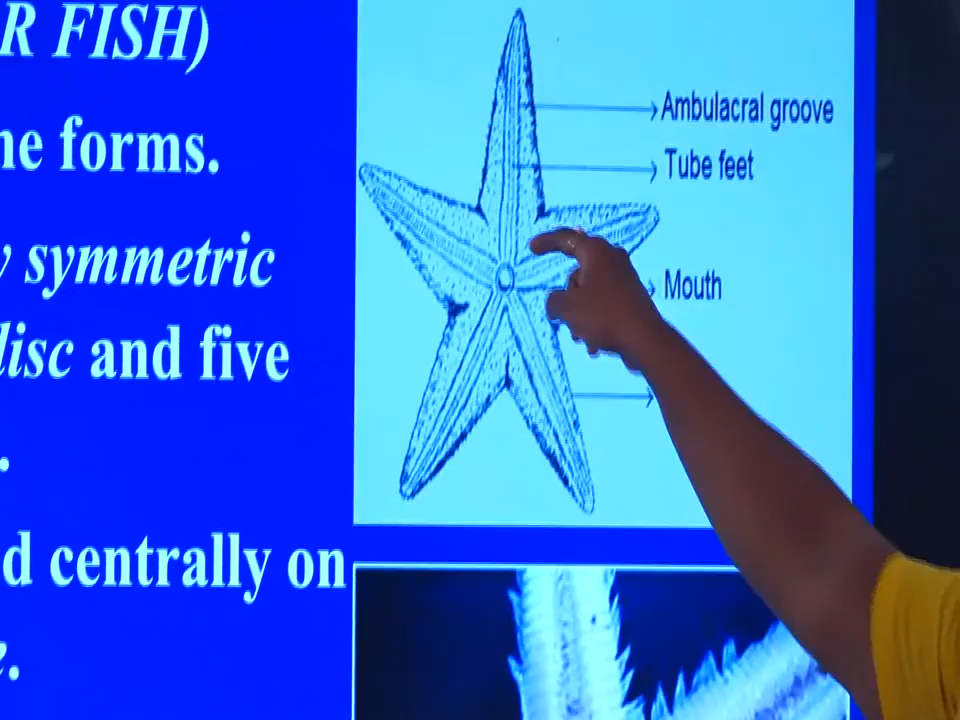 R FISH)
ne forms.
y symmetric
disc and five
.
d centrally on
e.
Ambulacral groove
Tube feet
Mouth